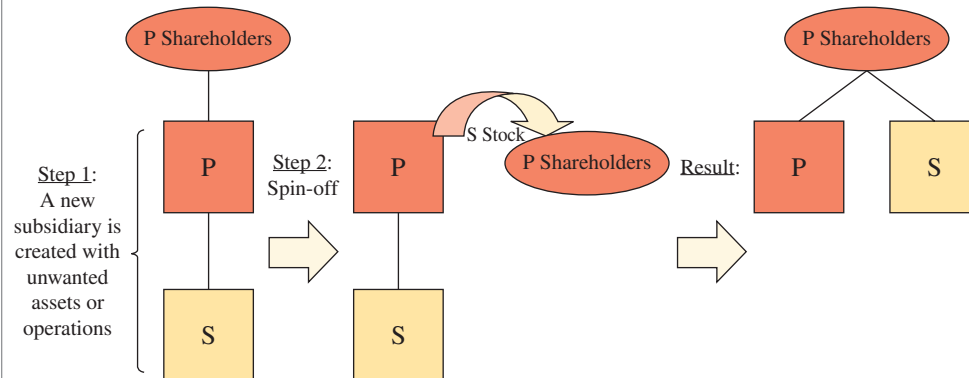 P Shareholders
P
S
Step 1:
A new
subsidiary is
created with
unwanted
assets or
operations
Step 2:
Spin-off
P
S
S Stock
P Shareholders
Result:
P Shareholders
P
S